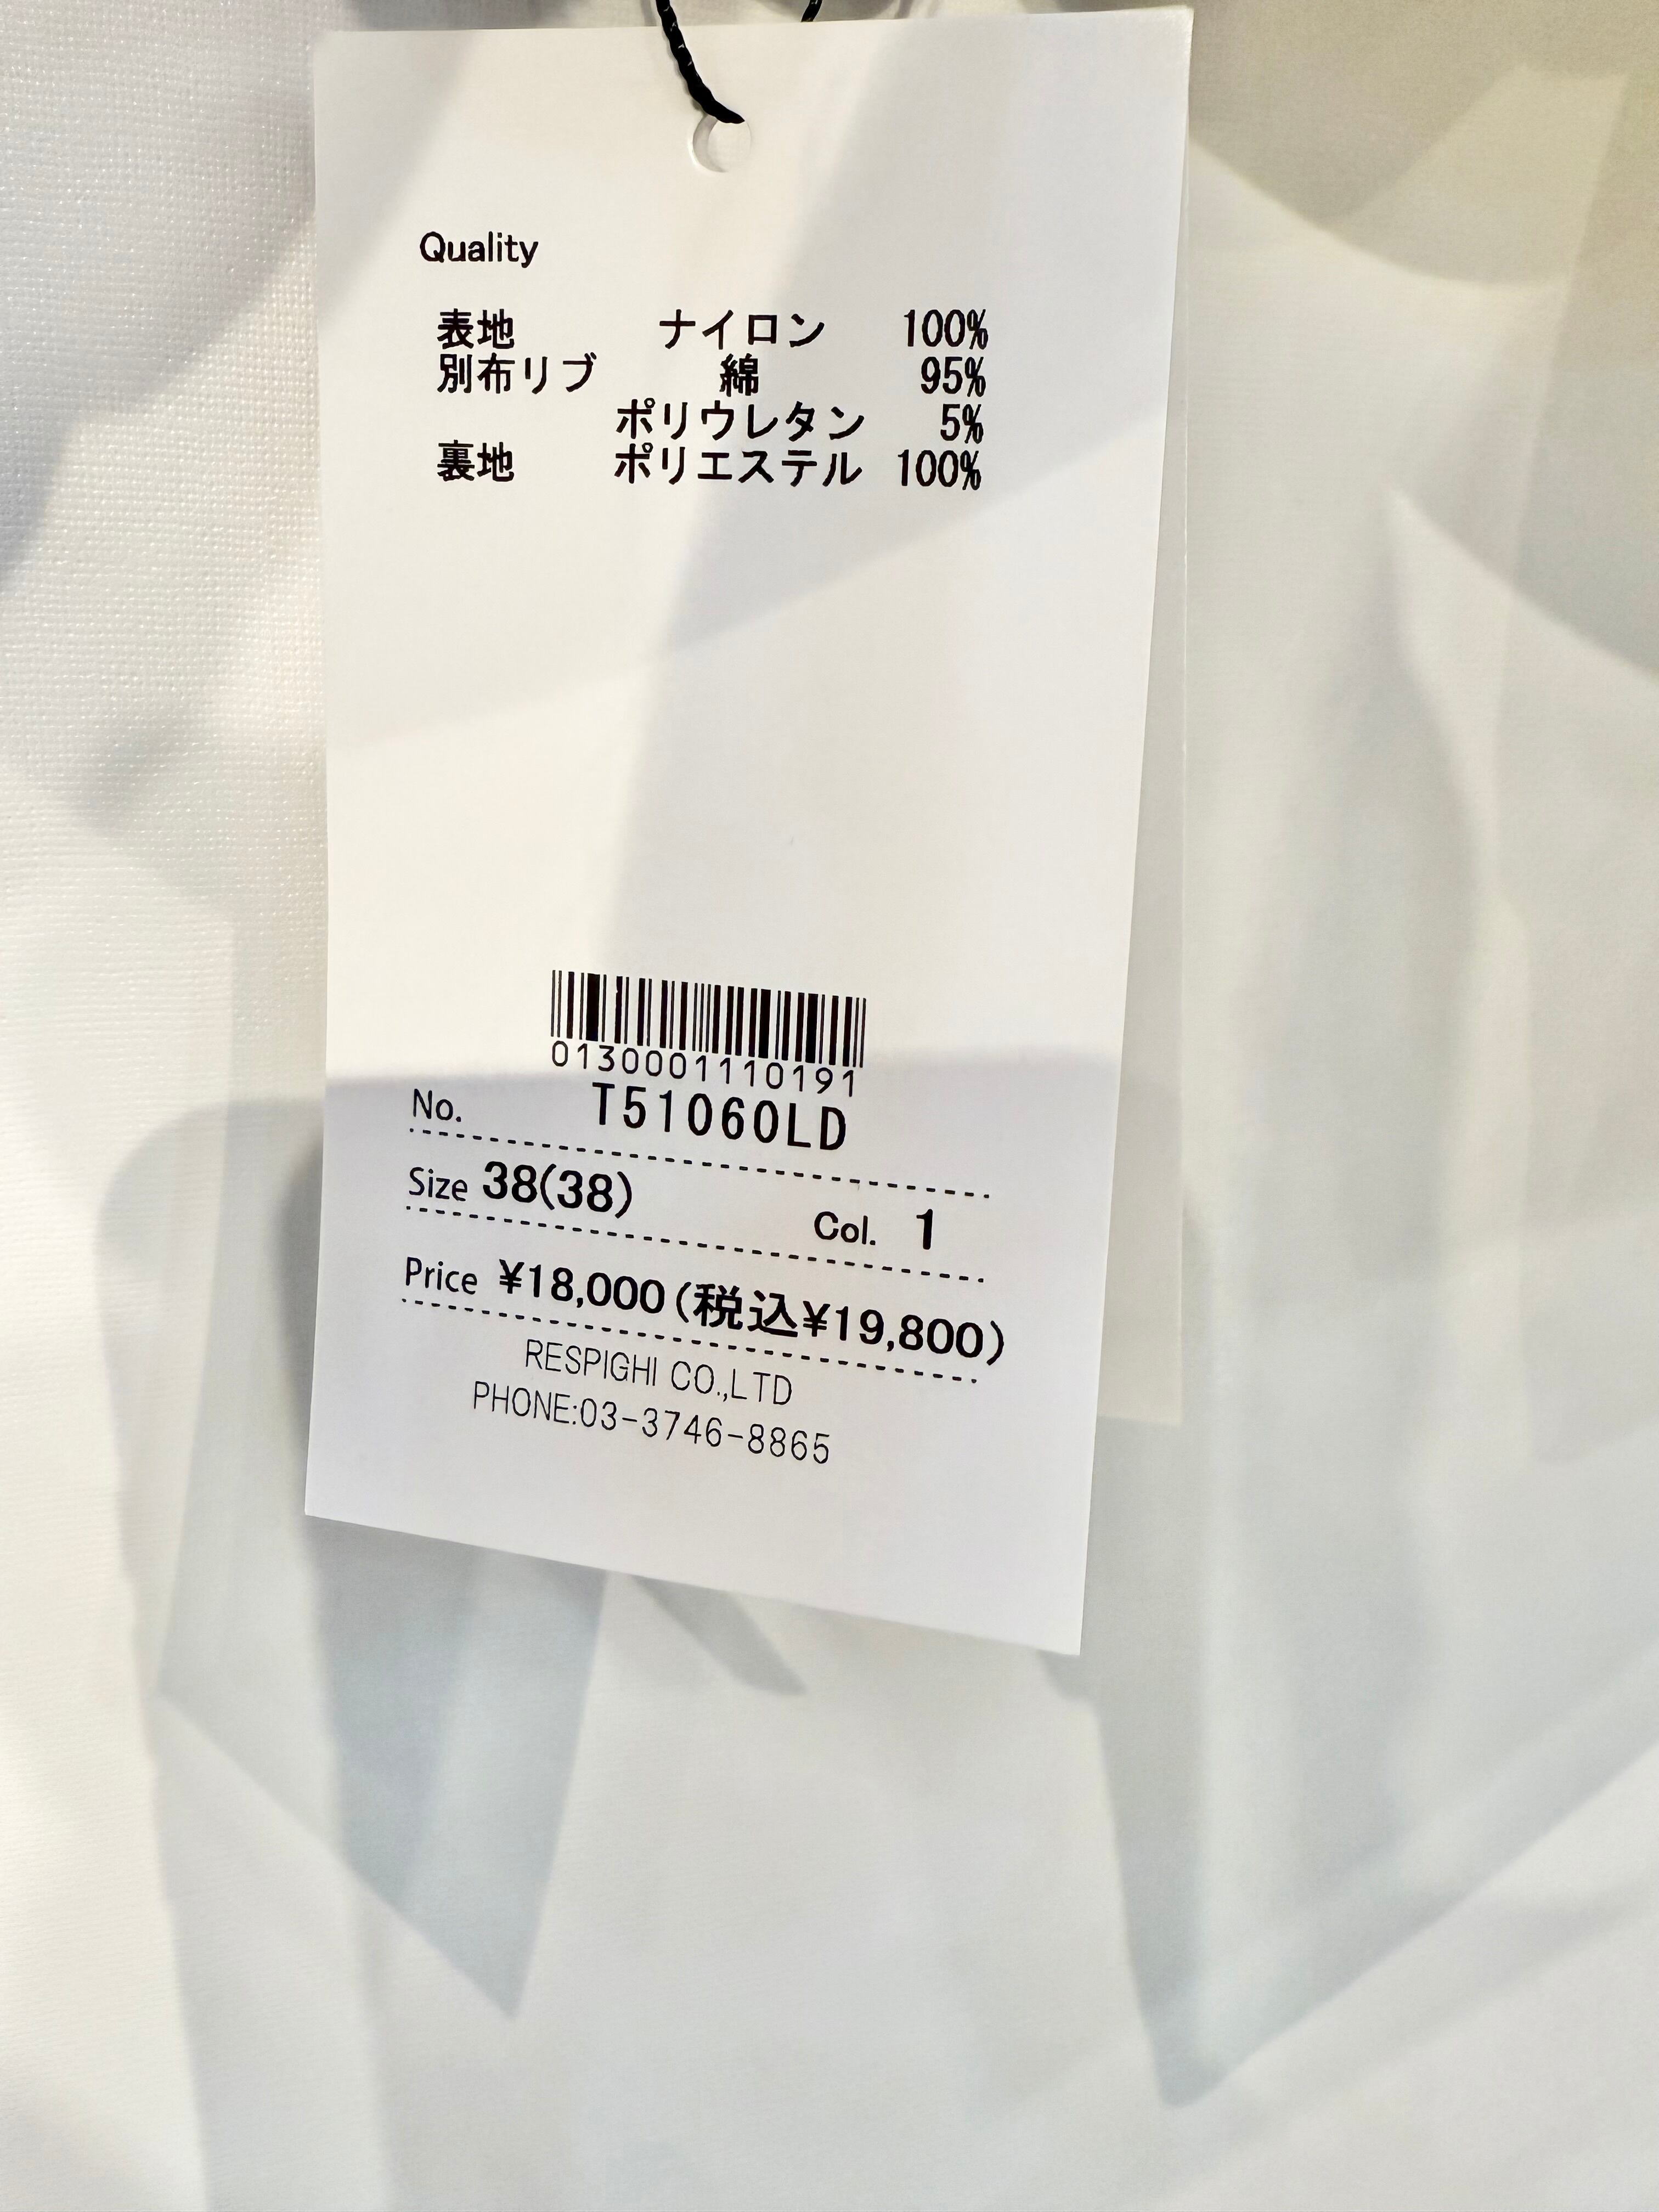 Quality
表地 ナイロン 100%
別布リブ 綿 95%
ポリウレタン 5%
裏地 ポリエステル 100%
0130001110191
No. T51060LD
Size 38(38) Col. 1
Price ¥18,000(税込¥19,800)
RESPIGHI CO.,LTD
PHONE:03-3746-8865